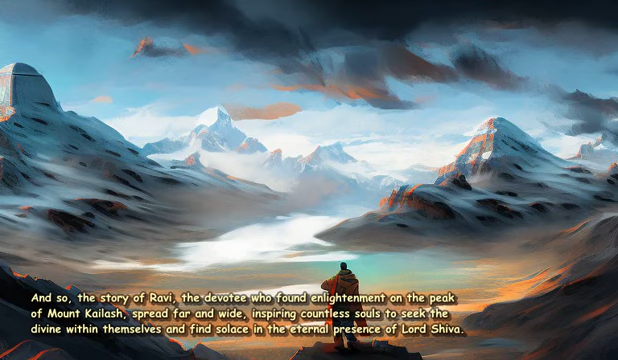 And so, the story of Ravi, the devotee who found enlightenment on the peak
of Mount Kailash, spread far and wide, inspiring countless souls to seek the
divine within themselves and find solace in the eternal presence of Lord Shiva.